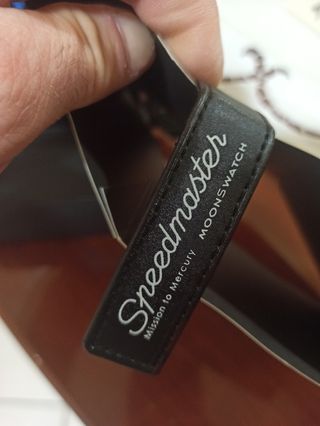 Speedmaster
Mission to Mercury MOONSWATCH